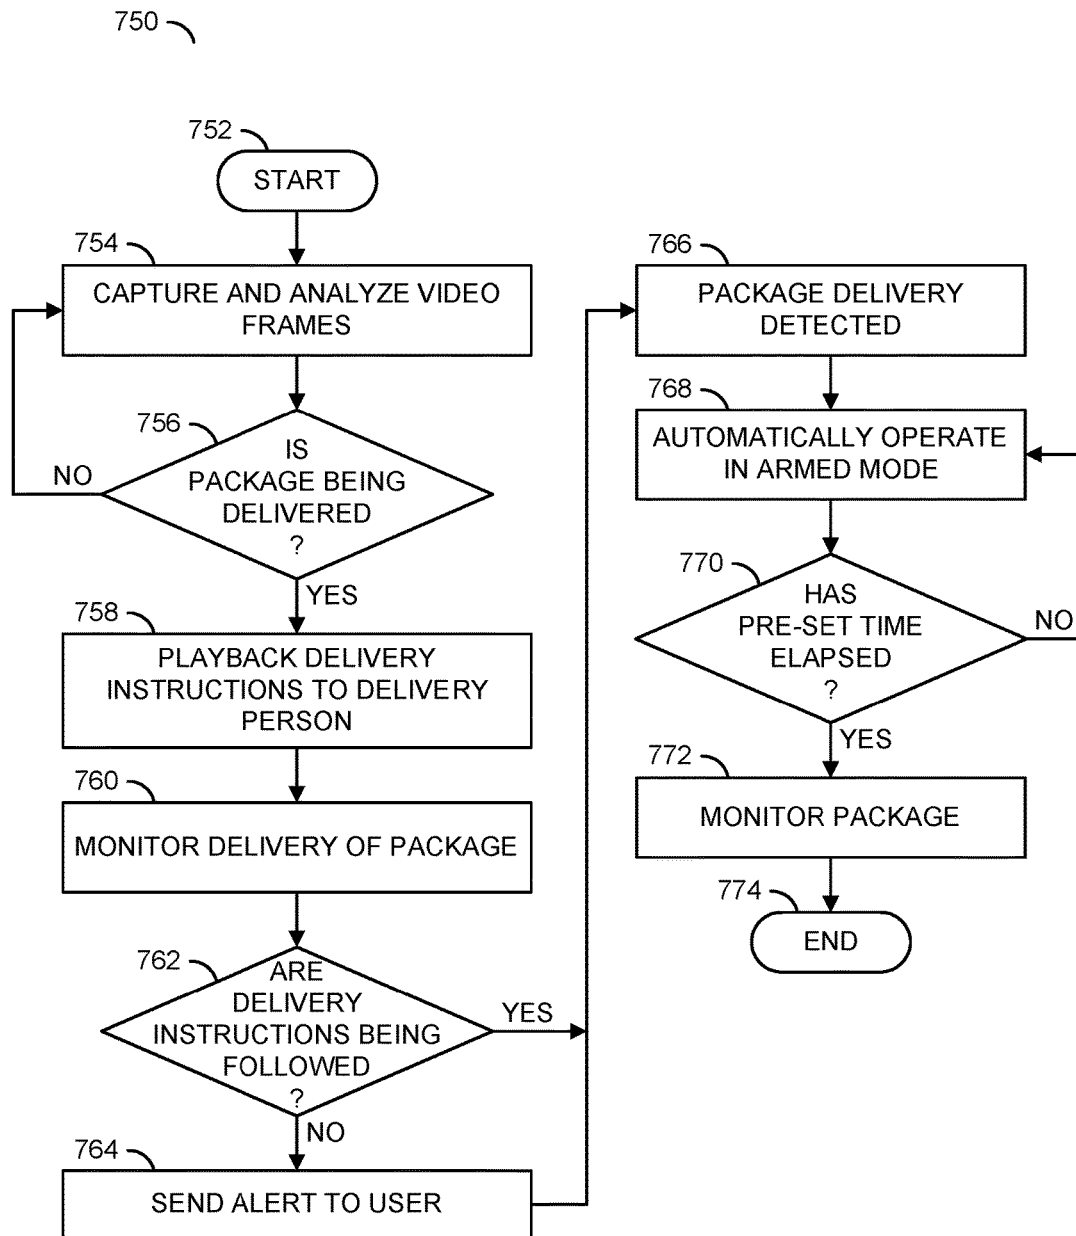 750
752
START
754
CAPTURE AND ANALYZE VIDEO
FRAMES
756
IS
PACKAGE BEING
DELIVERED
?
NO
YES
758
PLAYBACK DELIVERY
INSTRUCTIONS TO DELIVERY
PERSON
760
MONITOR DELIVERY OF PACKAGE
762
ARE
DELIVERY
INSTRUCTIONS BEING
FOLLOWED
?
YES
NO
764
SEND ALERT TO USER
766
PACKAGE DELIVERY
DETECTED
768
AUTOMATICALLY OPERATE
IN ARMED MODE
770
HAS
PRE-SET TIME
ELAPSED
?
NO
YES
772
MONITOR PACKAGE
774
END